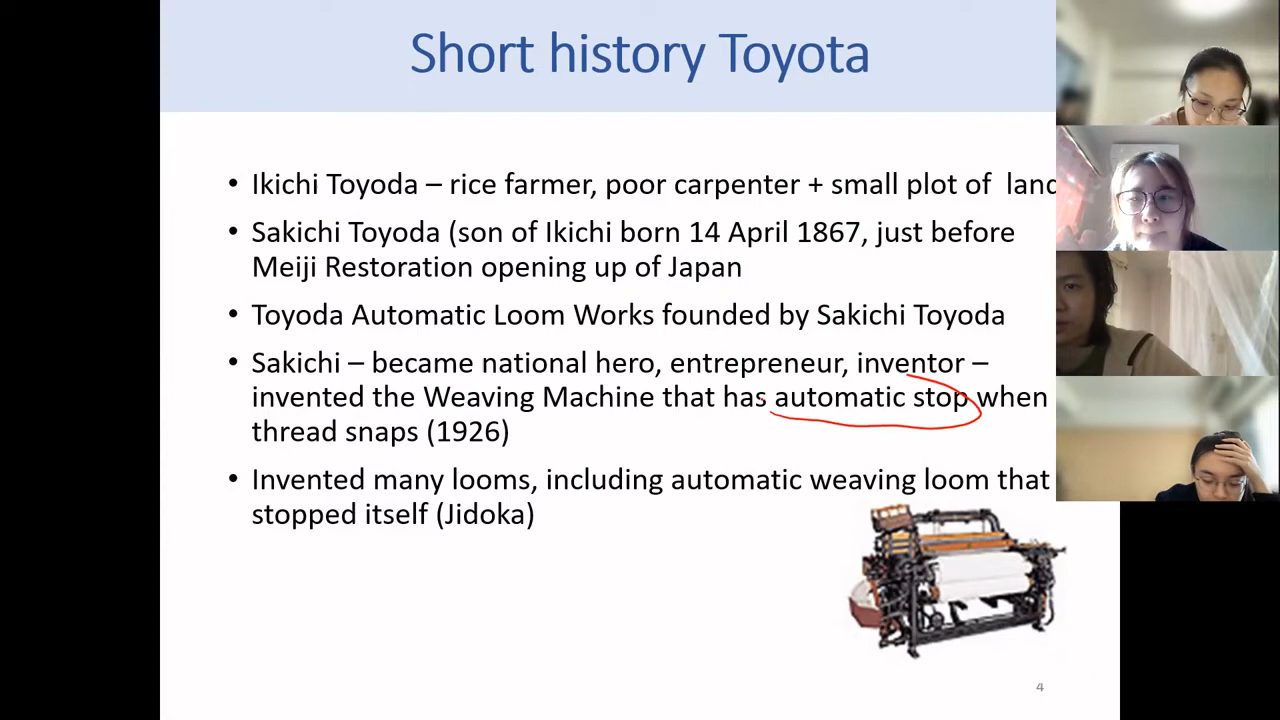 Short history Toyota
• Ikichi Toyoda – rice farmer, poor carpenter + small plot of land
• Sakichi Toyoda (son of Ikichi born 14 April 1867, just before
Meiji Restoration opening up of Japan
• Toyoda Automatic Loom Works founded by Sakichi Toyoda
• Sakichi – became national hero, entrepreneur, inventor –
invented the Weaving Machine that has automatic stop when
thread snaps (1926)
• Invented many looms, including automatic weaving loom that
stopped itself (Jidoka)
4